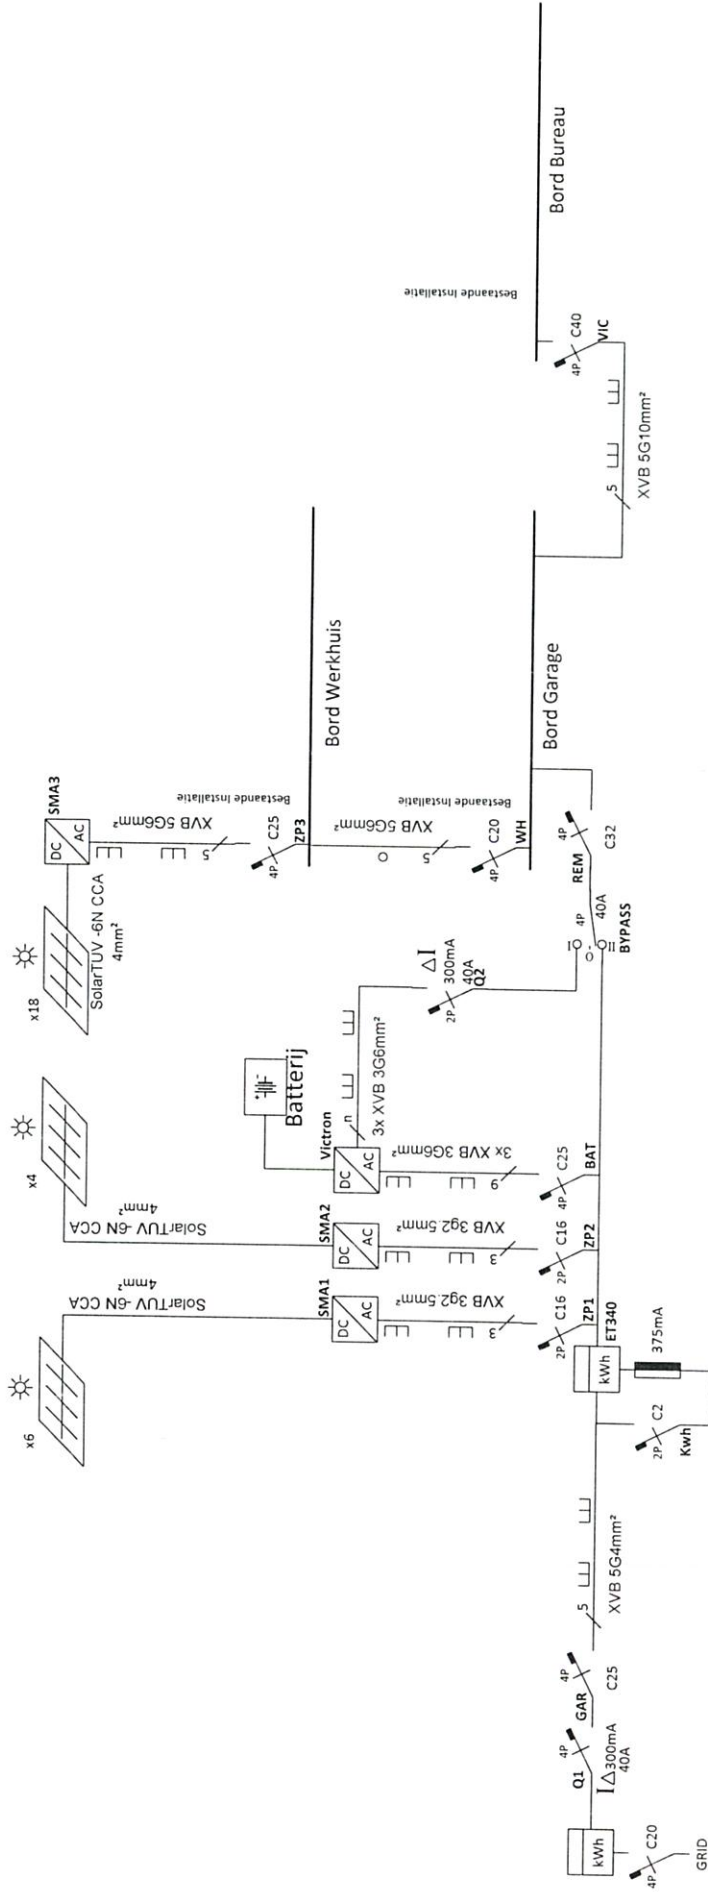 GRID
4P
C20
kWh
Q1
4P
I△300mA
40A
GAR
4P
C25
5
XVB 5G4mm²
2P
C2
Kwh
375mA
kWh
ET340
x6
SolarTUV -6N CCA
4mm²
SMA1
DC
AC
XVB 3g2.5mm²
3
2P
C16
ZP1
x4
SolarTUV -6N CCA
4mm²
SMA2
DC
AC
XVB 3g2.5mm²
3
2P
C16
ZP2
Batterij
Victron
DC
AC
3x XVB 3G6mm²
9
4P
C25
BAT
n
3x XVB 3G6mm²
△I
300mA
40A
2P
Q2
I
O
II
BYPASS
4P
40A
REM
4P
C32
x18
SolarTUV -6N CCA
4mm²
SMA3
DC
AC
XVB 5G6mm²
Bestaande Installatie
5
4P
C25
ZP3
Bord Werkhuis
XVB 5G6mm²
Bestaande Installatie
5
4P
C20
WH
Bord Garage
5
XVB 5G10mm²
4P
C40
VIC
Bestaande Installatie
Bord Bureau